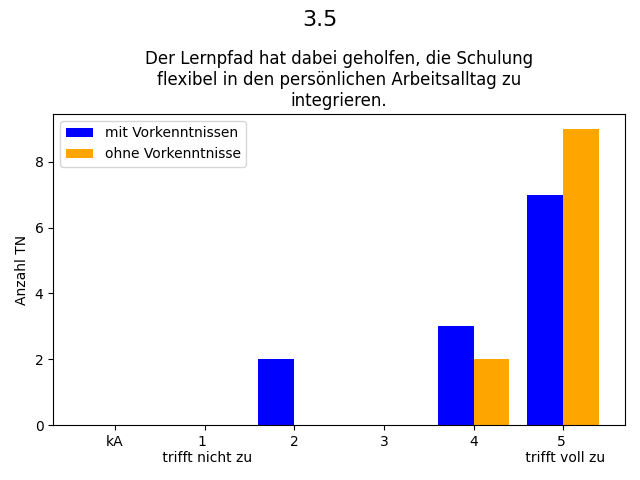 3.5
Der Lernpfad hat dabei geholfen, die Schulung
flexibel in den persönlichen Arbeitsalltag zu
integrieren.
mit Vorkenntnissen
ohne Vorkenntnisse
Anzahl TN
8
6
4
2
0
kA 1 2 3 4 5
trifft nicht zu trifft voll zu